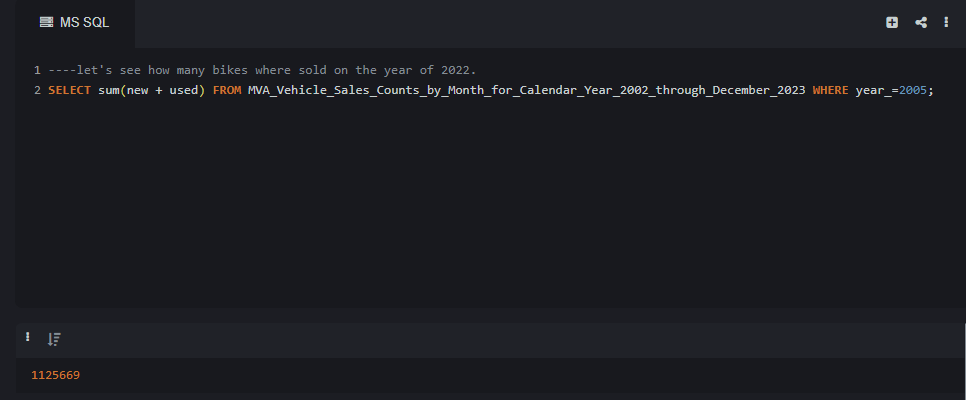 MS SQL
1 ----let's see how many bikes where sold on the year of 2022.
2 SELECT sum(new + used) FROM MVA_Vehicle_Sales_Counts_by_Month_for_Calendar_Year_2002_through_December_2023 WHERE year_=2005;
1125669